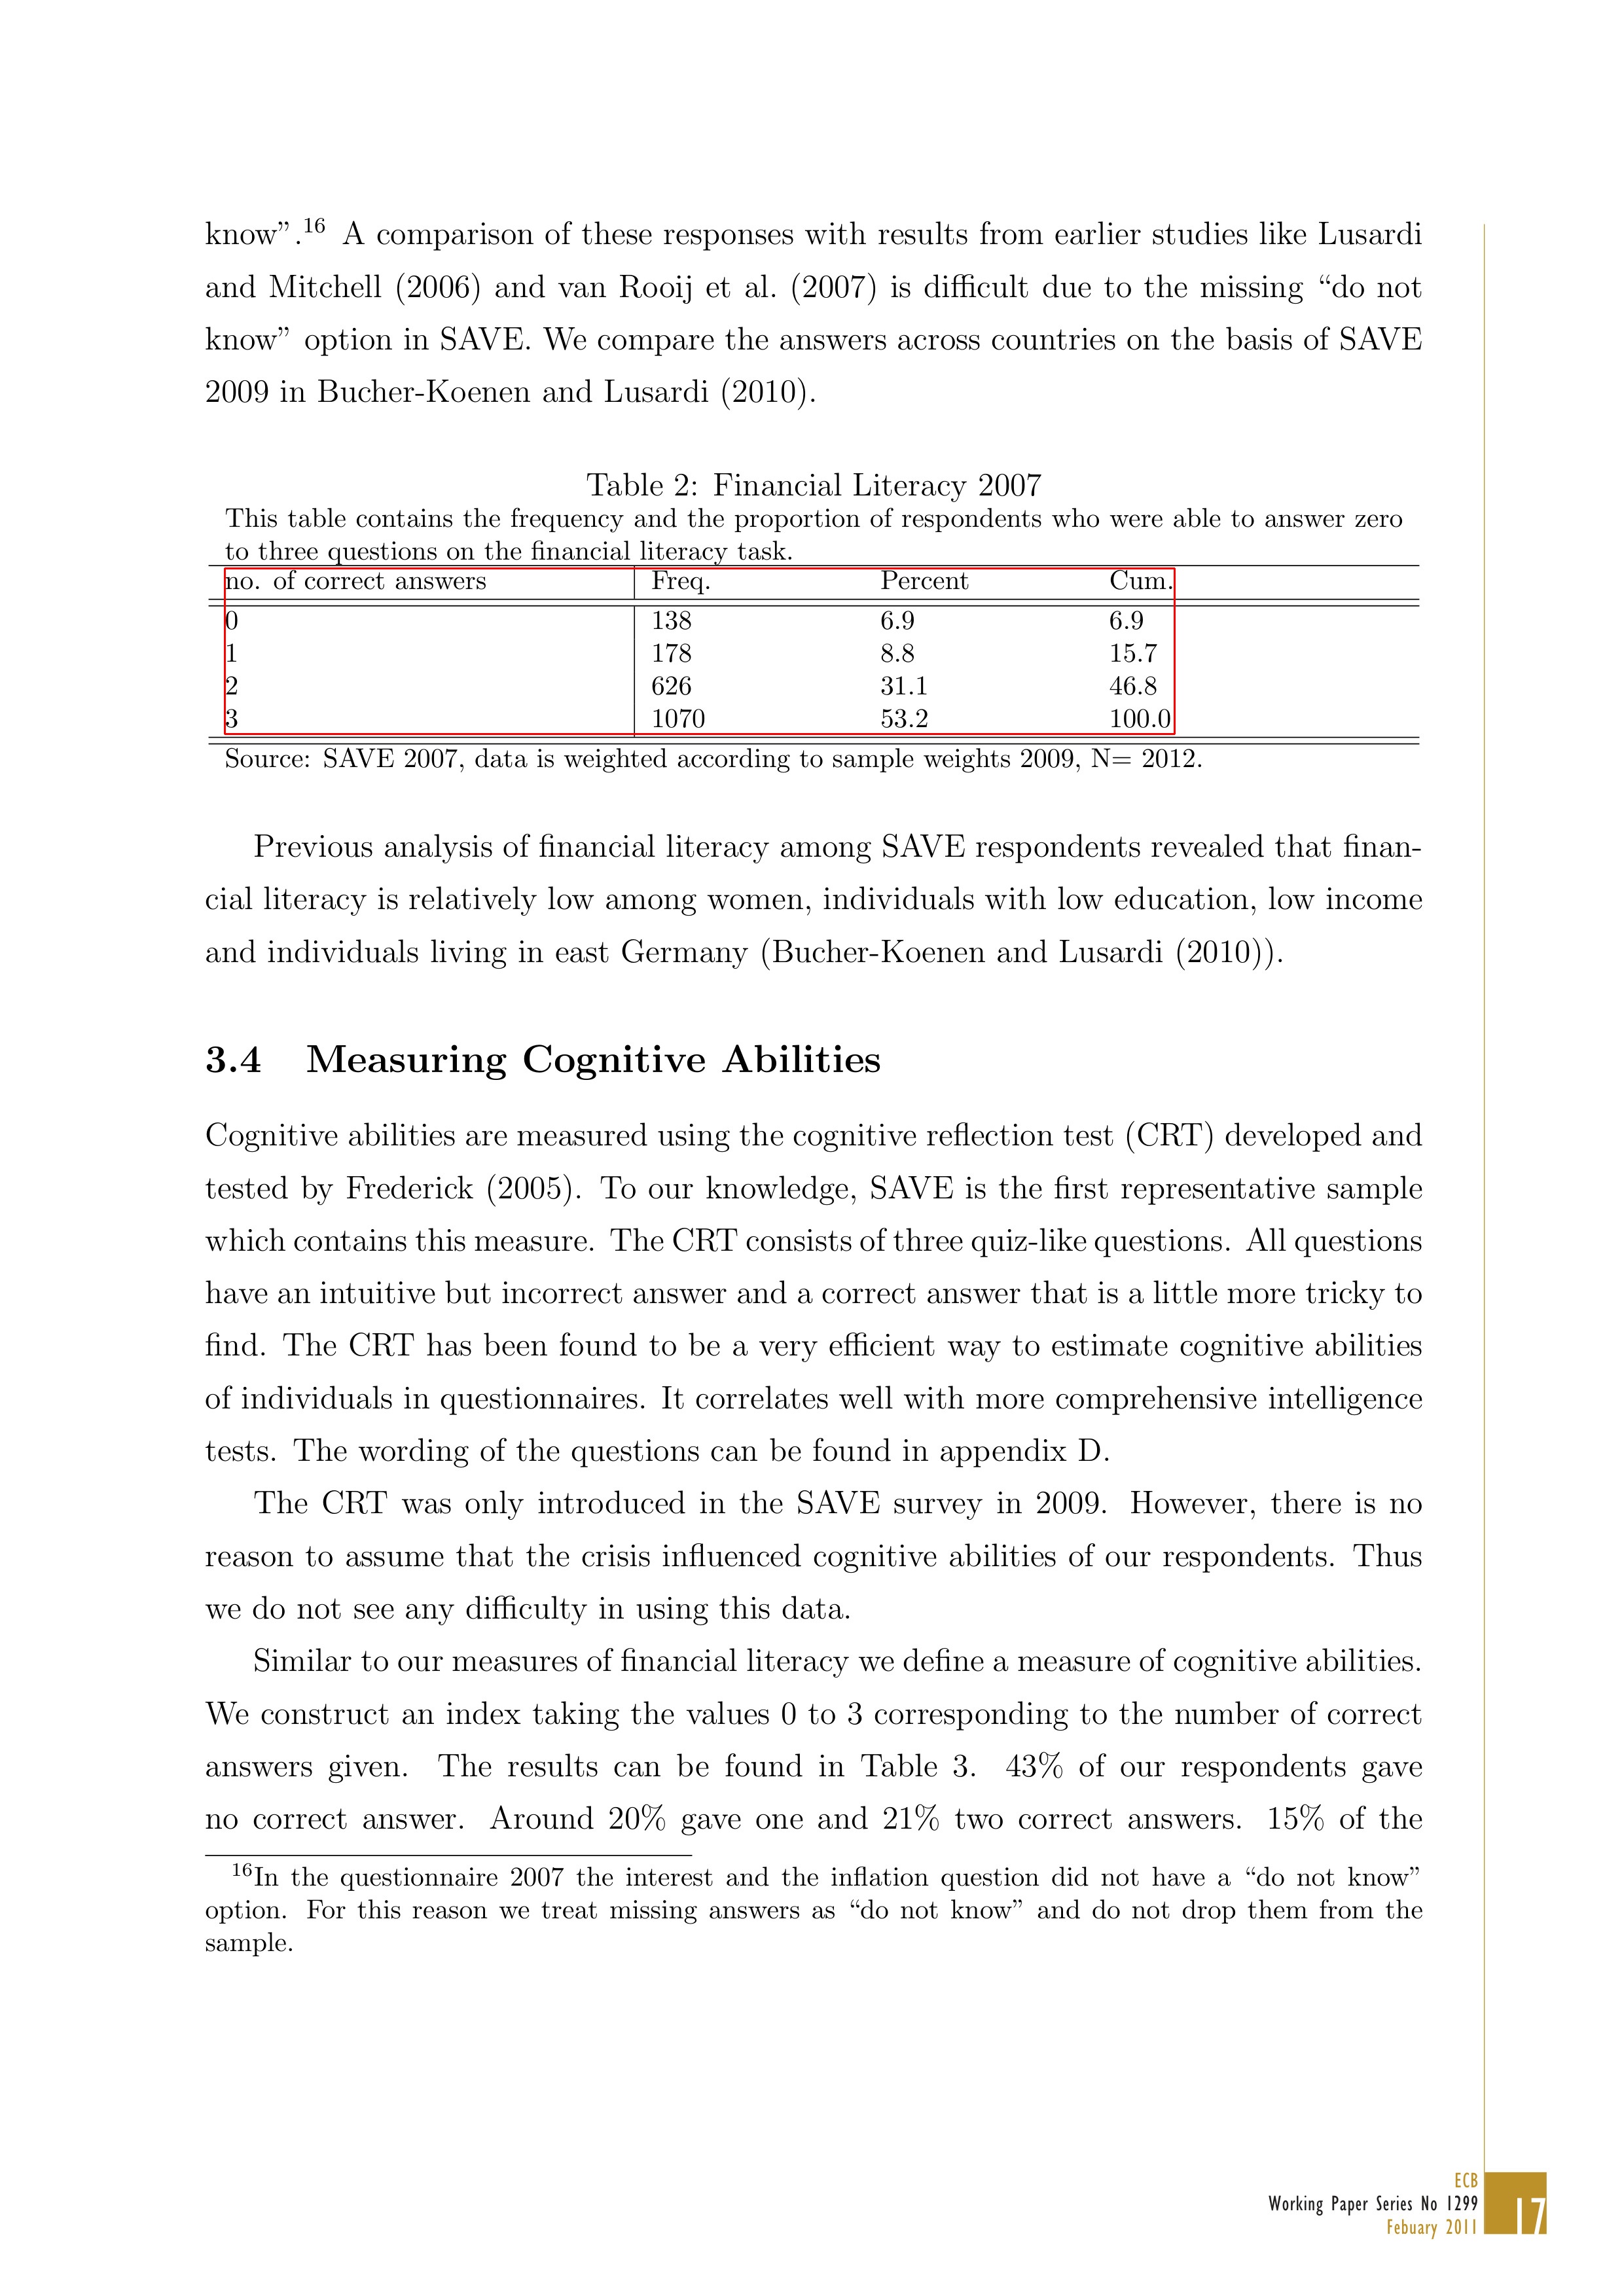 know”.16 A comparison of these responses with results from earlier studies like Lusardi
and Mitchell (2006) and van Rooij et al. (2007) is difficult due to the missing “do not
know” option in SAVE. We compare the answers across countries on the basis of SAVE
2009 in Bucher-Koenen and Lusardi (2010).
Table 2: Financial Literacy 2007
This table contains the frequency and the proportion of respondents who were able to answer zero
to three questions on the financial literacy task.
no. of correct answers Freq. Percent Cum.
0 138 6.9 6.9
1 178 8.8 15.7
2 626 31.1 46.8
3 1070 53.2 100.0
Source: SAVE 2007, data is weighted according to sample weights 2009, N= 2012.
Previous analysis of financial literacy among SAVE respondents revealed that finan-
cial literacy is relatively low among women, individuals with low education, low income
and individuals living in east Germany (Bucher-Koenen and Lusardi (2010)).
3.4 Measuring Cognitive Abilities
Cognitive abilities are measured using the cognitive reflection test (CRT) developed and
tested by Frederick (2005). To our knowledge, SAVE is the first representative sample
which contains this measure. The CRT consists of three quiz-like questions. All questions
have an intuitive but incorrect answer and a correct answer that is a little more tricky to
find. The CRT has been found to be a very efficient way to estimate cognitive abilities
of individuals in questionnaires. It correlates well with more comprehensive intelligence
tests. The wording of the questions can be found in appendix D.
The CRT was only introduced in the SAVE survey in 2009. However, there is no
reason to assume that the crisis influenced cognitive abilities of our respondents. Thus
we do not see any difficulty in using this data.
Similar to our measures of financial literacy we define a measure of cognitive abilities.
We construct an index taking the values 0 to 3 corresponding to the number of correct
answers given. The results can be found in Table 3. 43% of our respondents gave
no correct answer. Around 20% gave one and 21% two correct answers. 15% of the
16In the questionnaire 2007 the interest and the inflation question did not have a “do not know”
option. For this reason we treat missing answers as “do not know” and do not drop them from the
sample.
ECB
Working Paper Series No 1299
Febuary 2011
17